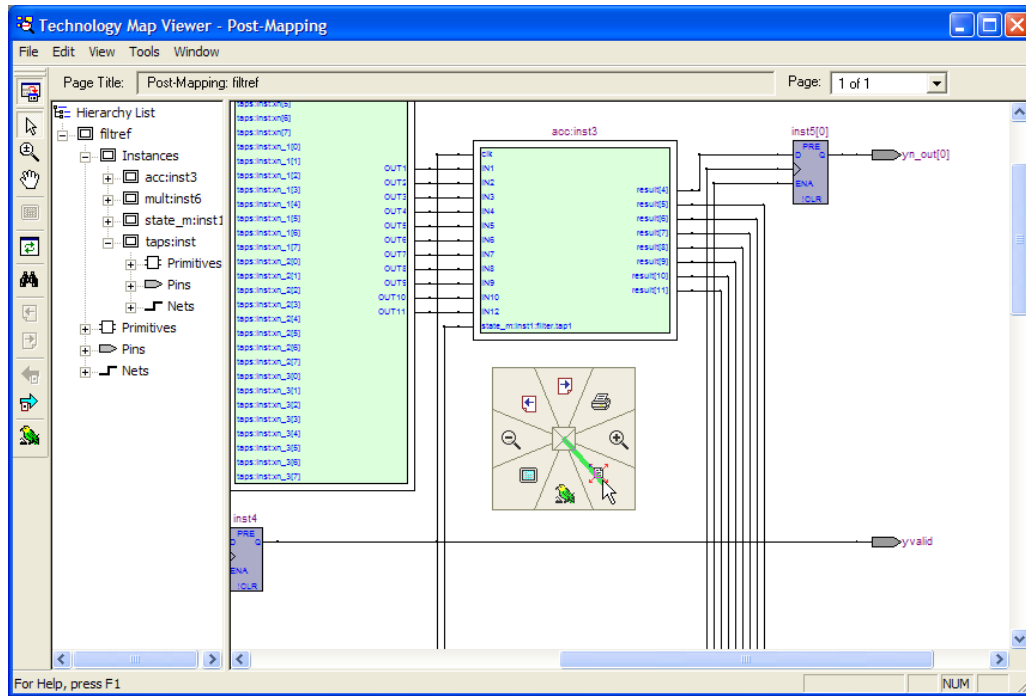 Technology Map Viewer - Post-Mapping
File Edit View Tools Window
Page Title: Post-Mapping: filtref Page: 1 of 1
Hierarchy List
filtref
Instances
acc:inst3
mult:inst6
state_m:inst1
taps:inst
Primitives
Pins
Nets
Primitives
Pins
Nets
taps:inst:xn[5]
taps:inst:xn[6]
taps:inst:xn[7]
taps:inst:xn_1[0]
taps:inst:xn_1[1]
taps:inst:xn_1[2]
taps:inst:xn_1[3]
taps:inst:xn_1[4]
taps:inst:xn_1[5]
taps:inst:xn_1[6]
taps:inst:xn_1[7]
taps:inst:xn_2[0]
taps:inst:xn_2[1]
taps:inst:xn_2[2]
taps:inst:xn_2[3]
taps:inst:xn_2[4]
taps:inst:xn_2[5]
taps:inst:xn_2[6]
taps:inst:xn_2[7]
taps:inst:xn_3[0]
taps:inst:xn_3[1]
taps:inst:xn_3[2]
taps:inst:xn_3[3]
taps:inst:xn_3[4]
taps:inst:xn_3[5]
taps:inst:xn_3[6]
taps:inst:xn_3[7]
OUT1
OUT2
OUT3
OUT4
OUT5
OUT6
OUT7
OUT8
OUT9
OUT10
OUT11
acc:inst3
clk
IN1
IN2
IN3
IN4
IN5
IN6
IN7
IN8
IN9
IN10
IN12
state_m:inst1:filter.tap1
result[4]
result[5]
result[6]
result[7]
result[8]
result[9]
result[10]
result[11]
inst5[0]
PRE
D Q
ENA
!CLR
yn_out[0]
inst4
PRE
D Q
ENA
!CLR
yvalid
For Help, press F1
NUM